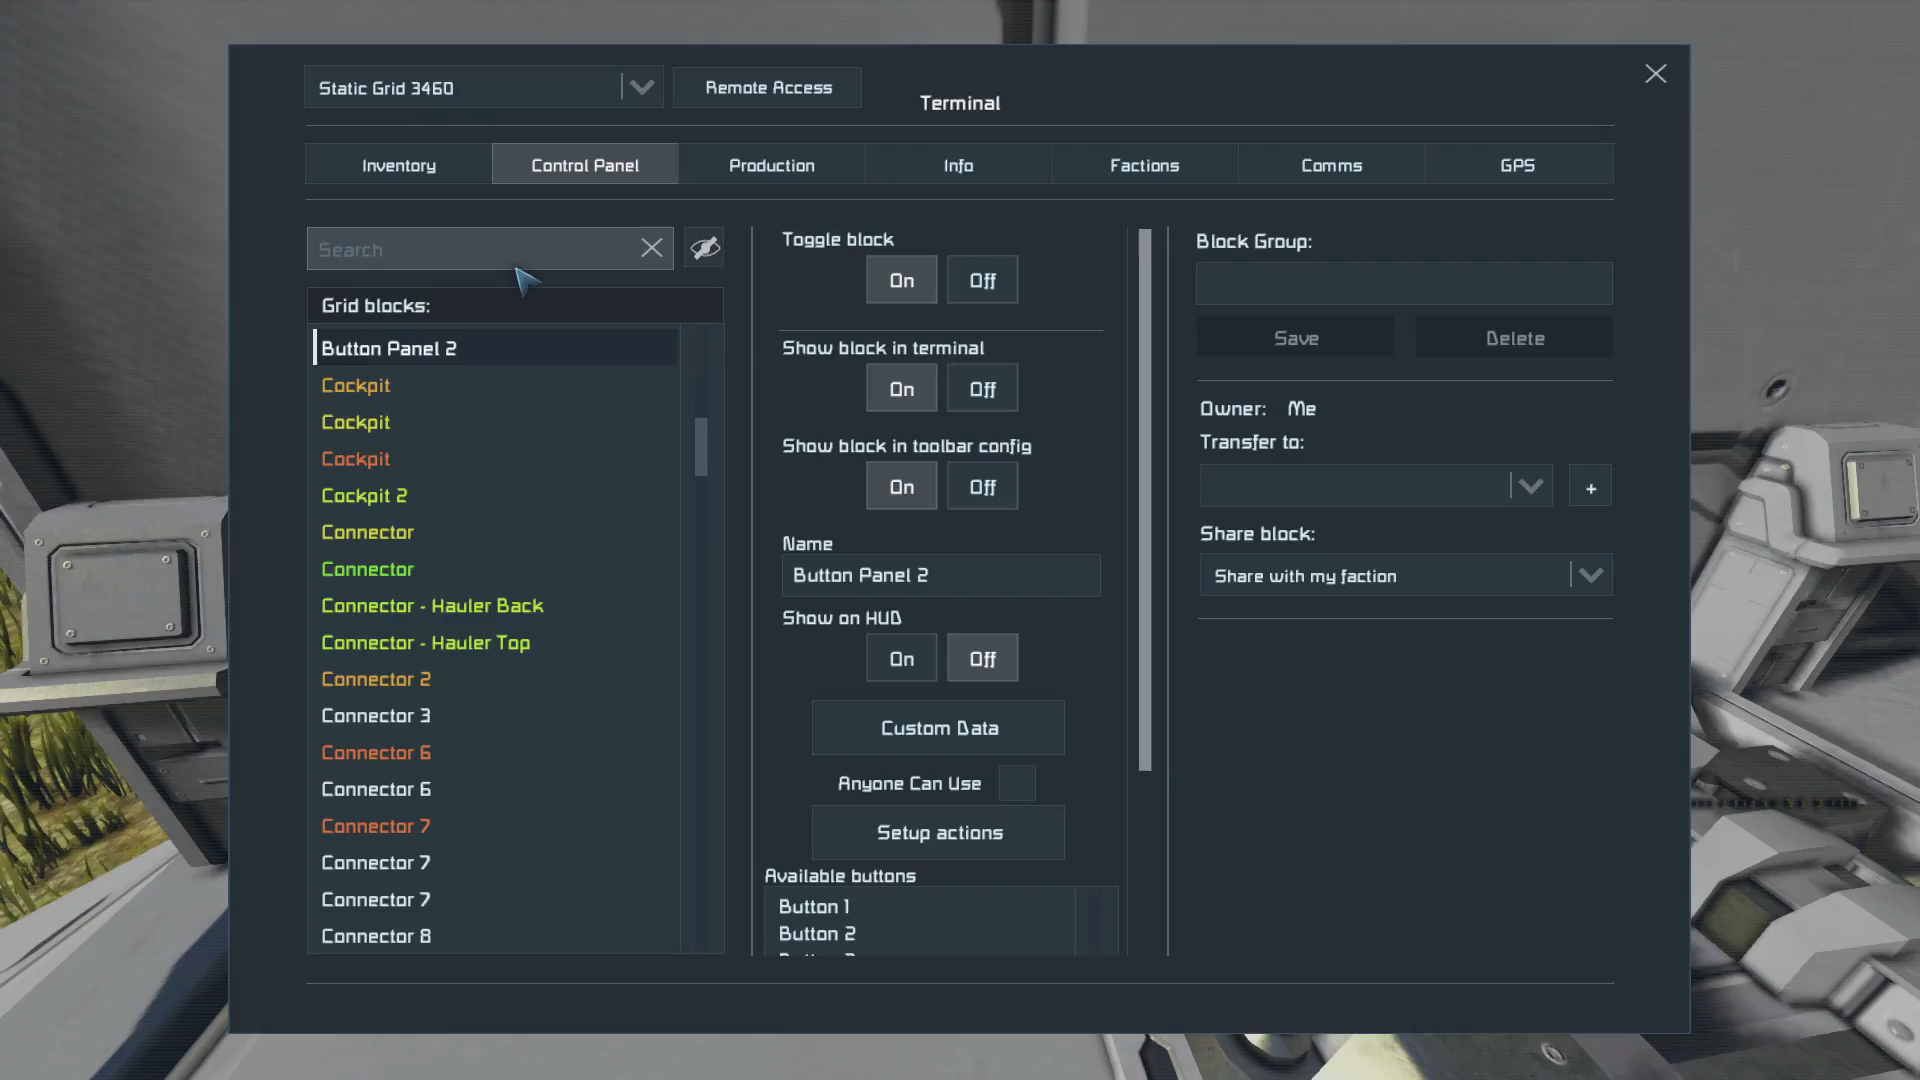 Static Grid 3460
Remote Access
Terminal
Inventory
Control Panel
Production
Info
Factions
Comms
GPS
Search
Grid blocks:
Button Panel 2
Cockpit
Cockpit
Cockpit
Cockpit 2
Connector
Connector
Connector - Hauler Back
Connector - Hauler Top
Connector 2
Connector 3
Connector 6
Connector 6
Connector 7
Connector 7
Connector 7
Connector 8
Toggle block
On Off
Show block in terminal
On Off
Show block in toolbar config
On Off
Name
Button Panel 2
Show on HUD
On Off
Custom Data
Anyone Can Use
Setup actions
Available buttons
Button 1
Button 2
Block Group:
Save
Delete
Owner: Me
Transfer to:
+
Share block:
Share with my faction